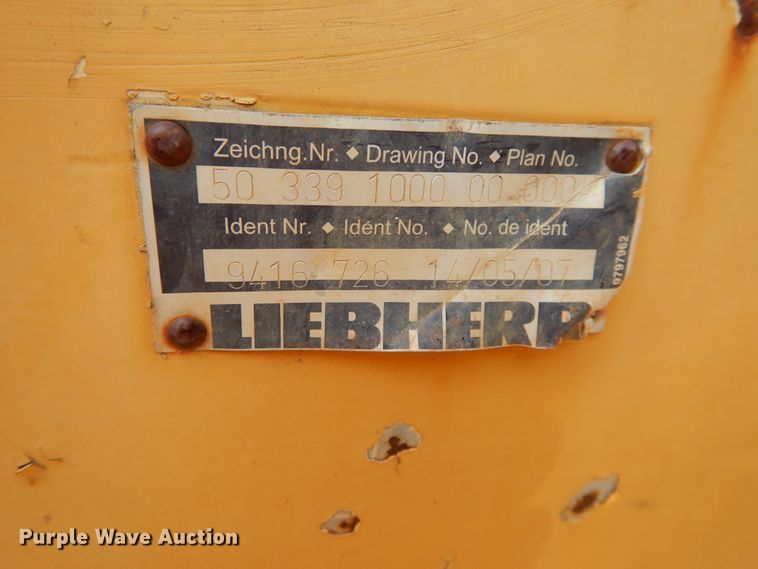 Zeichng.Nr. ◆ Drawing No. ◆ Plan No.
50 339 1000 00 000
Ident Nr. ◆ Idént No. ◆ No. de ident
9416 726 14/05/07
9797962
LIEBHERR
Purple Wave Auction